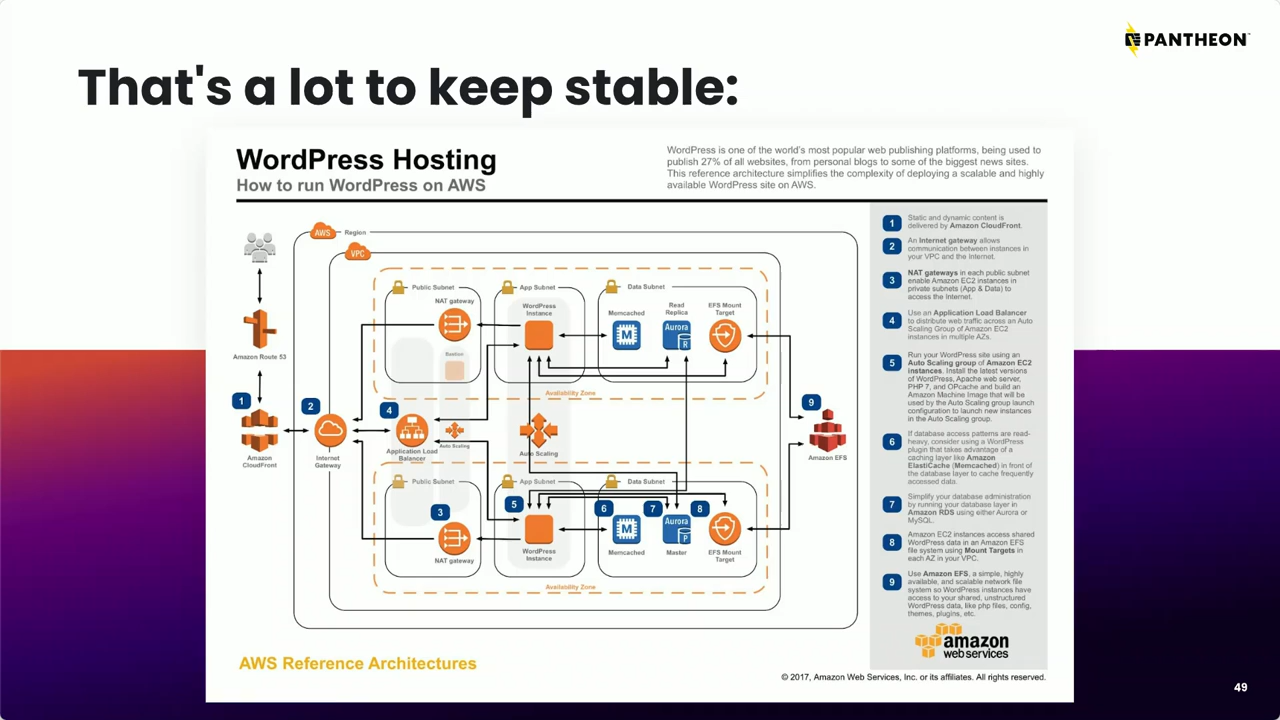 PANTHEON
That's a lot to keep stable:
WordPress Hosting
How to run WordPress on AWS
WordPress is one of the world's most popular web publishing platforms, being used to
publish 27% of all websites, from personal blogs to some of the biggest news sites.
This reference architecture simplifies the complexity of deploying a scalable and highly
available WordPress site on AWS.
AWS
Region
VPC
Public Subnet
App Subnet
Data Subnet
NAT gateway
WordPress
Instance
Memcached
Read
Replica
EFS Mount
Target
Aurora
M
R
Bastion
Availability Zone
Amazon Route 53
1
2
4
9
Amazon
CloudFront
Internet
Gateway
Application Load
Balancer
Auto Scaling
Auto Scaling
Amazon EFS
Public Subnet
App Subnet
Data Subnet
3
5
6
7
8
Aurora
M
P
NAT gateway
WordPress
Instance
Memcached
Master
EFS Mount
Target
Availability Zone
1
Static and dynamic content is
delivered by Amazon CloudFront.
2
An Internet gateway allows
communication between instances in
your VPC and the Internet.
3
NAT gateways in each public subnet
enable Amazon EC2 instances in
private subnets (App & Data) to
access the Internet.
4
Use an Application Load Balancer
to distribute web traffic across an Auto
Scaling Group of Amazon EC2
instances in multiple AZs.
5
Run your WordPress site using an
Auto Scaling group of Amazon EC2
instances. Install the latest versions
of WordPress, Apache web server,
PHP 7, and OPcache and build an
Amazon Machine Image that will be
used by the Auto Scaling group launch
configuration to launch new instances
in the Auto Scaling group.
6
If database access patterns are read-
heavy, consider using a WordPress
plugin that takes advantage of a
caching layer like Amazon
ElastiCache (Memcached) in front of
the database layer to cache frequently
accessed data.
7
Simplify your database administration
by running your database layer in
Amazon RDS using either Aurora or
MySQL.
8
Amazon EC2 instances access shared
WordPress data in an Amazon EFS
file system using Mount Targets in
each AZ in your VPC.
9
Use Amazon EFS, a simple, highly
available, and scalable network file
system so WordPress instances have
access to your shared, unstructured
WordPress data, like php files, config,
themes, plugins, etc.
amazon
web services
AWS Reference Architectures
© 2017, Amazon Web Services, Inc. or its affiliates. All rights reserved.
49